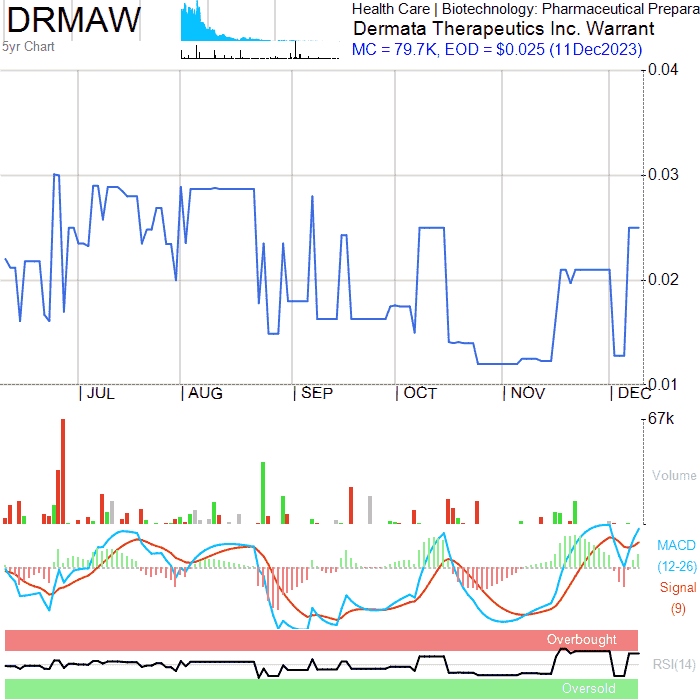 DRMAW
5yr Chart
Health Care | Biotechnology: Pharmaceutical Prepara
Dermata Therapeutics Inc. Warrant
MC = 79.7K, EOD = $0.025 (11Dec2023)
0.04
0.03
0.02
0.01
| JUL | AUG | SEP | OCT | NOV | DEC
67k
Volume
MACD
(12-26)
Signal
(9)
Overbought
RSI(14)
Oversold